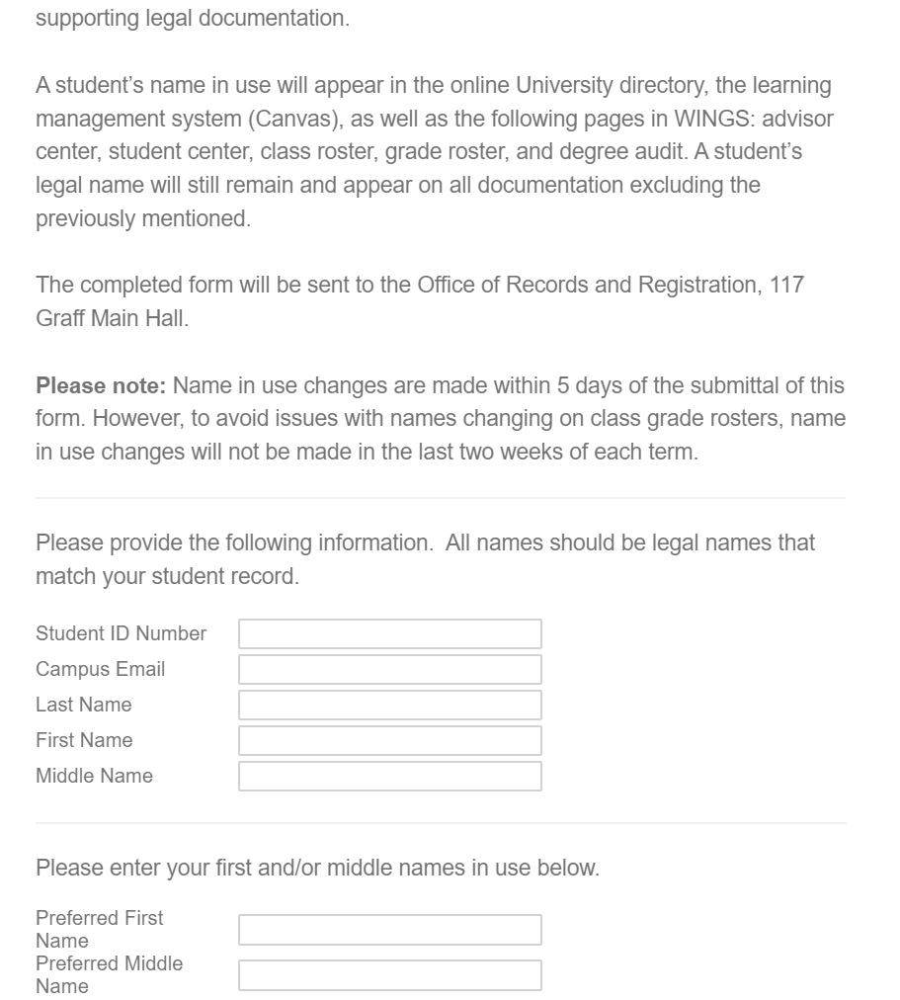 supporting legal documentation.
A student’s name in use will appear in the online University directory, the learning
management system (Canvas), as well as the following pages in WINGS: advisor
center, student center, class roster, grade roster, and degree audit. A student’s
legal name will still remain and appear on all documentation excluding the
previously mentioned.
The completed form will be sent to the Office of Records and Registration, 117
Graff Main Hall.
Please note: Name in use changes are made within 5 days of the submittal of this
form. However, to avoid issues with names changing on class grade rosters, name
in use changes will not be made in the last two weeks of each term.
Please provide the following information.  All names should be legal names that
match your student record.
Student ID Number
Campus Email
Last Name
First Name
Middle Name
Please enter your first and/or middle names in use below.
Preferred First
Name
Preferred Middle
Name